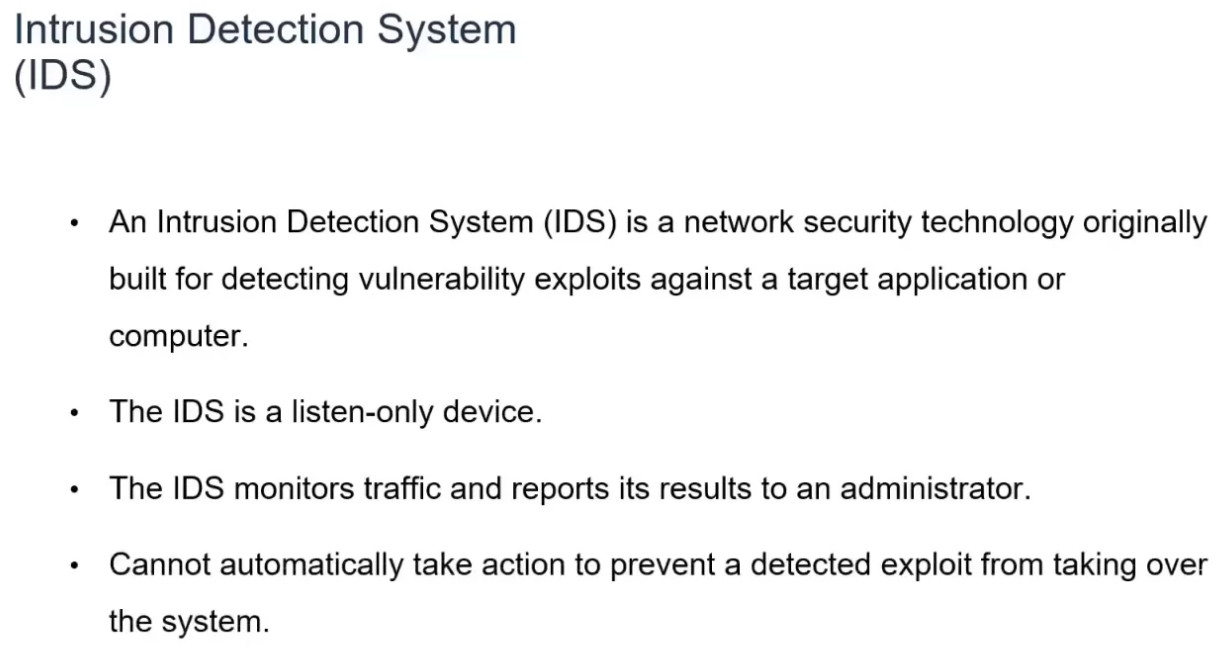 Intrusion Detection System
(IDS)
• An Intrusion Detection System (IDS) is a network security technology originally
built for detecting vulnerability exploits against a target application or
computer.
• The IDS is a listen-only device.
• The IDS monitors traffic and reports its results to an administrator.
• Cannot automatically take action to prevent a detected exploit from taking over
the system.